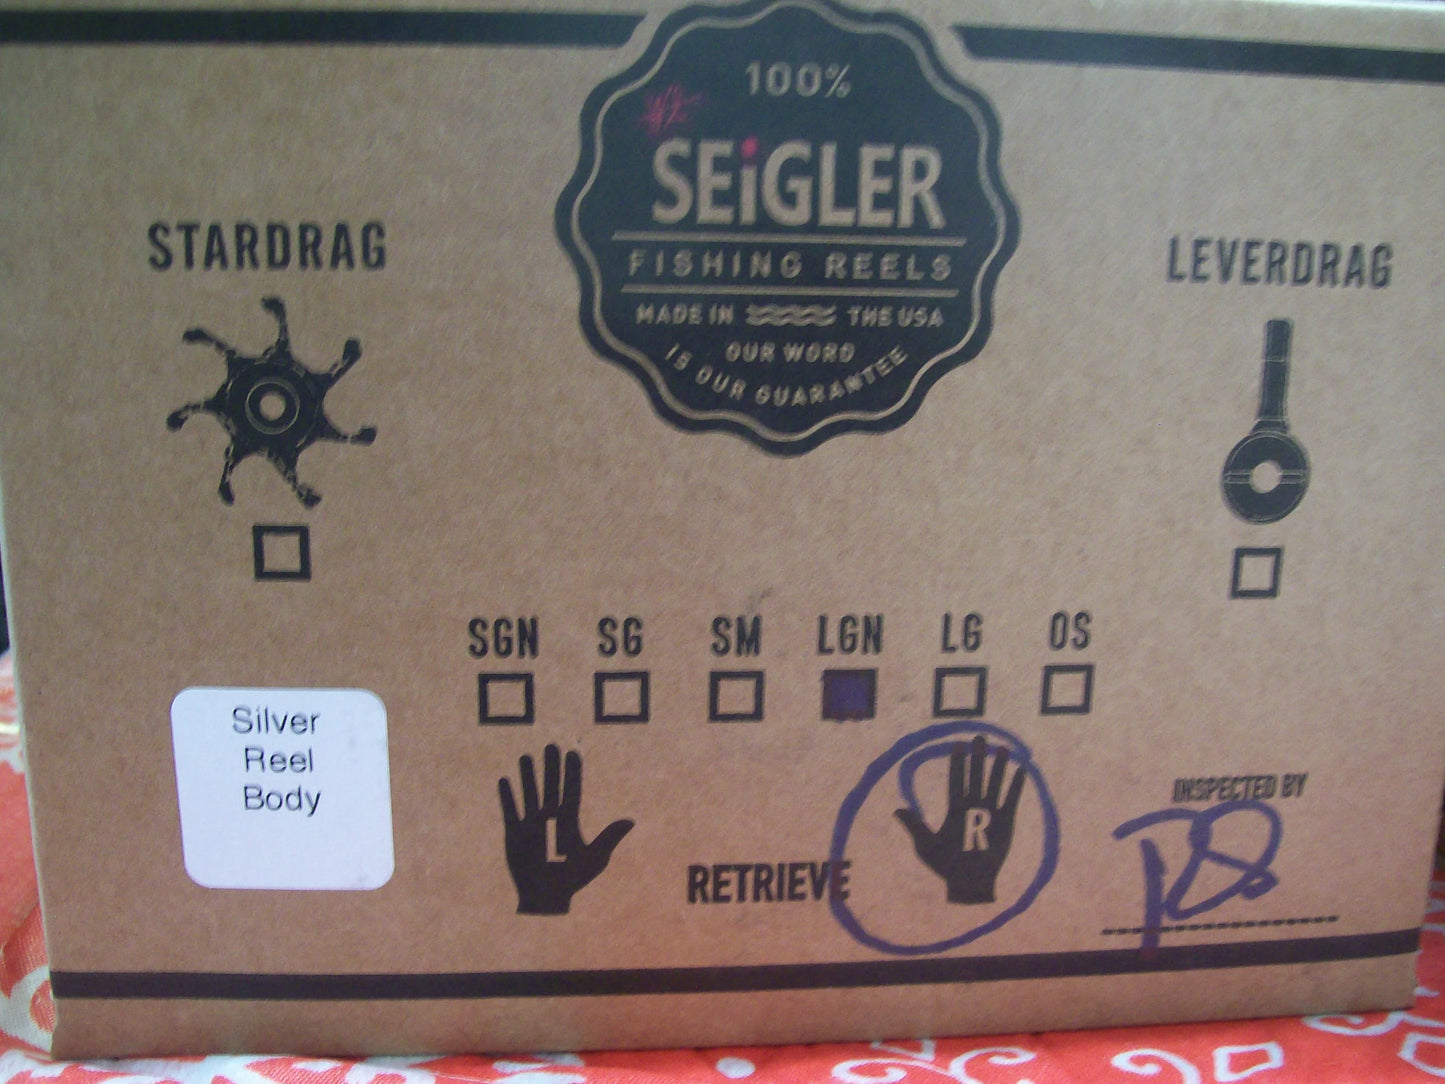 100%
SEiGLER
FISHING REELS
MADE IN THE USA
OUR WORD
IS OUR GUARANTEE
STARDRAG
LEVERDRAG
SGN SG SM LGN LG OS
Silver
Reel
Body
L
R
RETRIEVE
INSPECTED BY